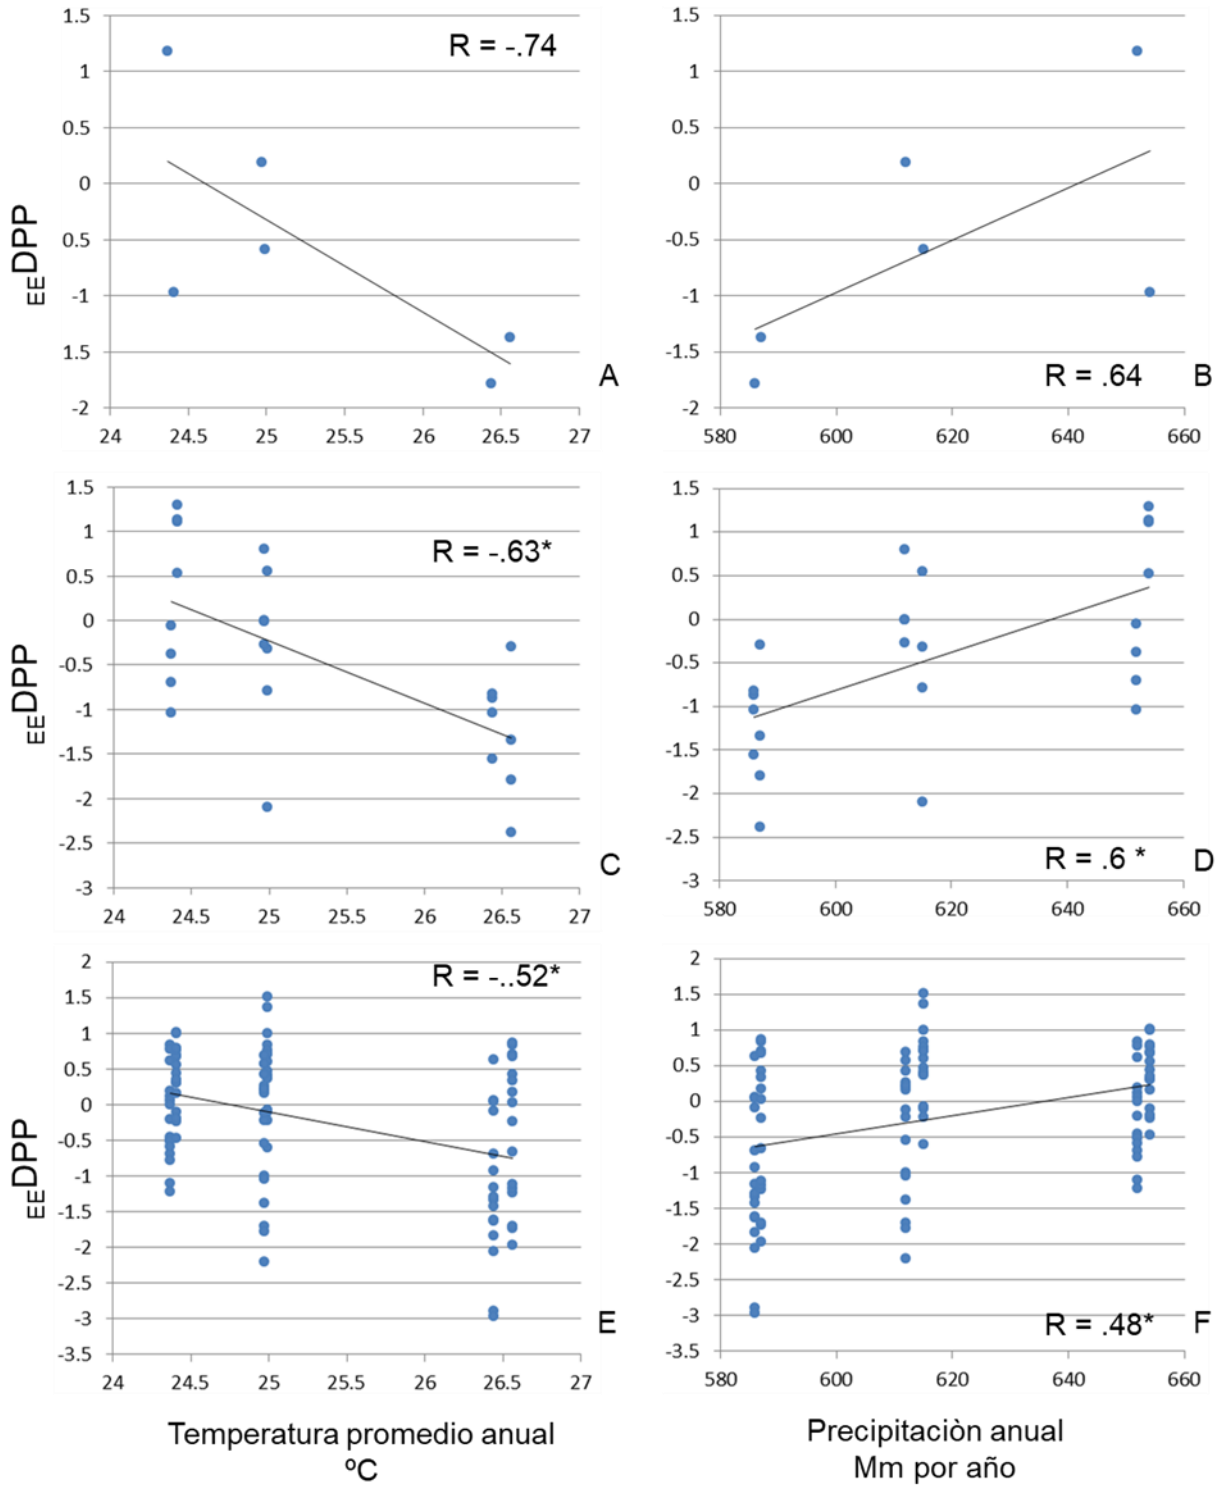 1.5
1
0.5
0
0.5
-1
1.5
-2
24 24.5 25 25.5 26 26.5 27
EEDPP
R = -.74
A
1.5
1
0.5
0
-0.5
-1
-1.5
-2
580 600 620 640 660
R = .64
B
1.5
1
0.5
0
-0.5
-1
-1.5
-2
-2.5
-3
24 24.5 25 25.5 26 26.5 27
EEDPP
R = -.63*
C
1.5
1
0.5
0
-0.5
-1
-1.5
-2
-2.5
-3
580 600 620 640 660
R = .6 *
D
2
1.5
1
0.5
0
-0.5
-1
-1.5
-2
-2.5
-3
-3.5
24 24.5 25 25.5 26 26.5 27
EEDPP
R = -..52*
E
2
1.5
1
0.5
0
-0.5
-1
-1.5
-2
-2.5
-3
-3.5
580 600 620 640 660
R = .48*
F
Temperatura promedio anual
ºC
Precipitaciòn anual
Mm por año